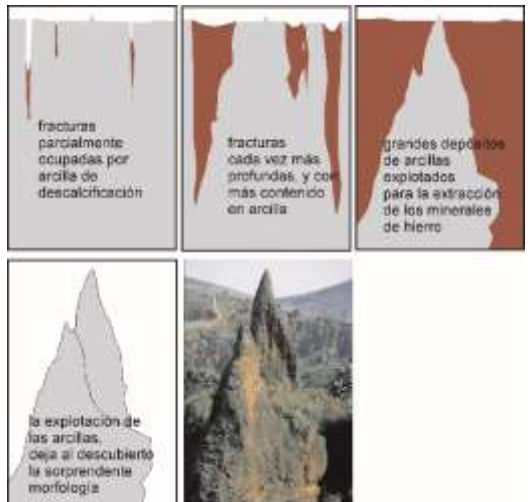 fracturas
parcialmente
ocupadas por
arcilla de
descalcificación
fracturas
cada vez más
profundas, y con
más contenido
en arcilla
grandes depósitos
de arcillas
explotados
para la extracción
de los minerales
de hierro
la explotación de
las arcillas,
deja al descubierto
la sorprendente
morfología